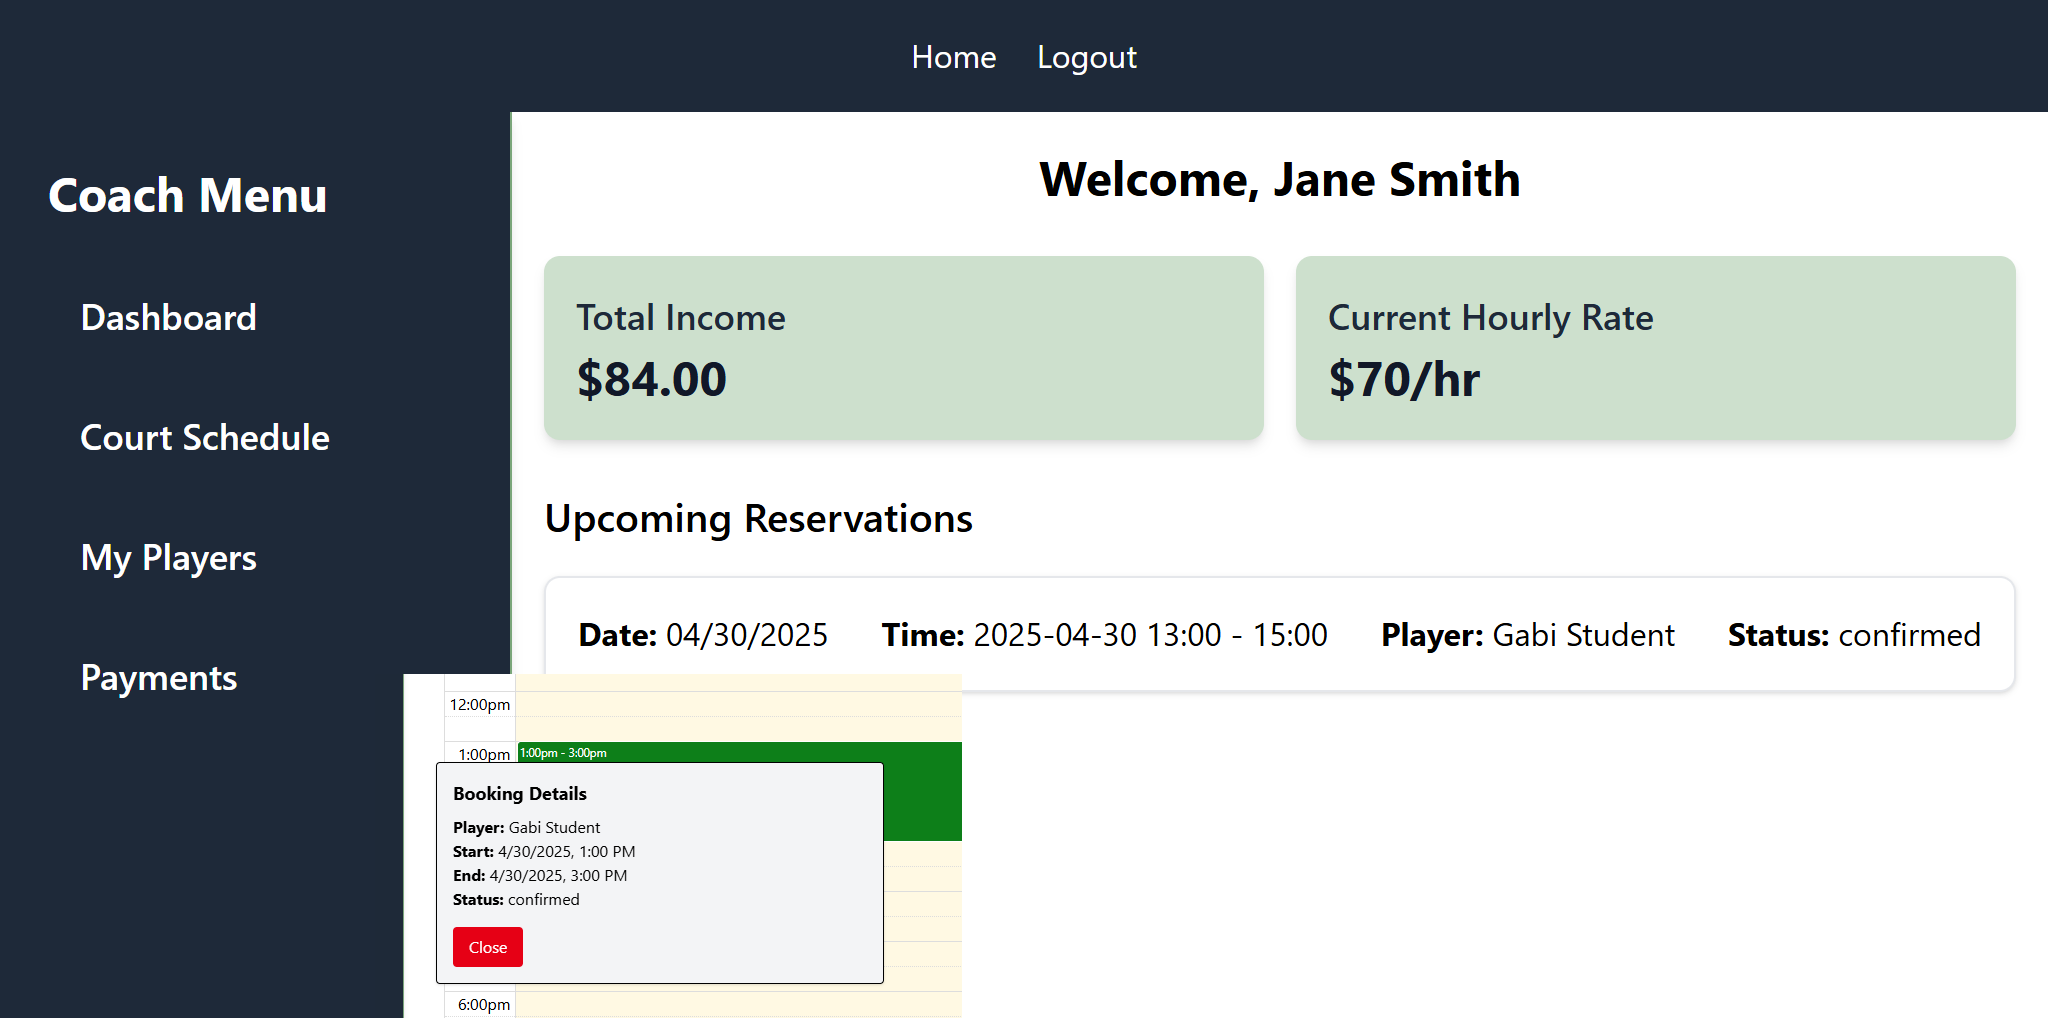 Home Logout
Coach Menu
Dashboard
Court Schedule
My Players
Payments
Welcome, Jane Smith
Total Income
$84.00
Current Hourly Rate
$70/hr
Upcoming Reservations
Date: 04/30/2025 Time: 2025-04-30 13:00 - 15:00 Player: Gabi Student Status: confirmed
12:00pm
1:00pm
1:00pm - 3:00pm
Booking Details
Player: Gabi Student
Start: 4/30/2025, 1:00 PM
End: 4/30/2025, 3:00 PM
Status: confirmed
Close
6:00pm